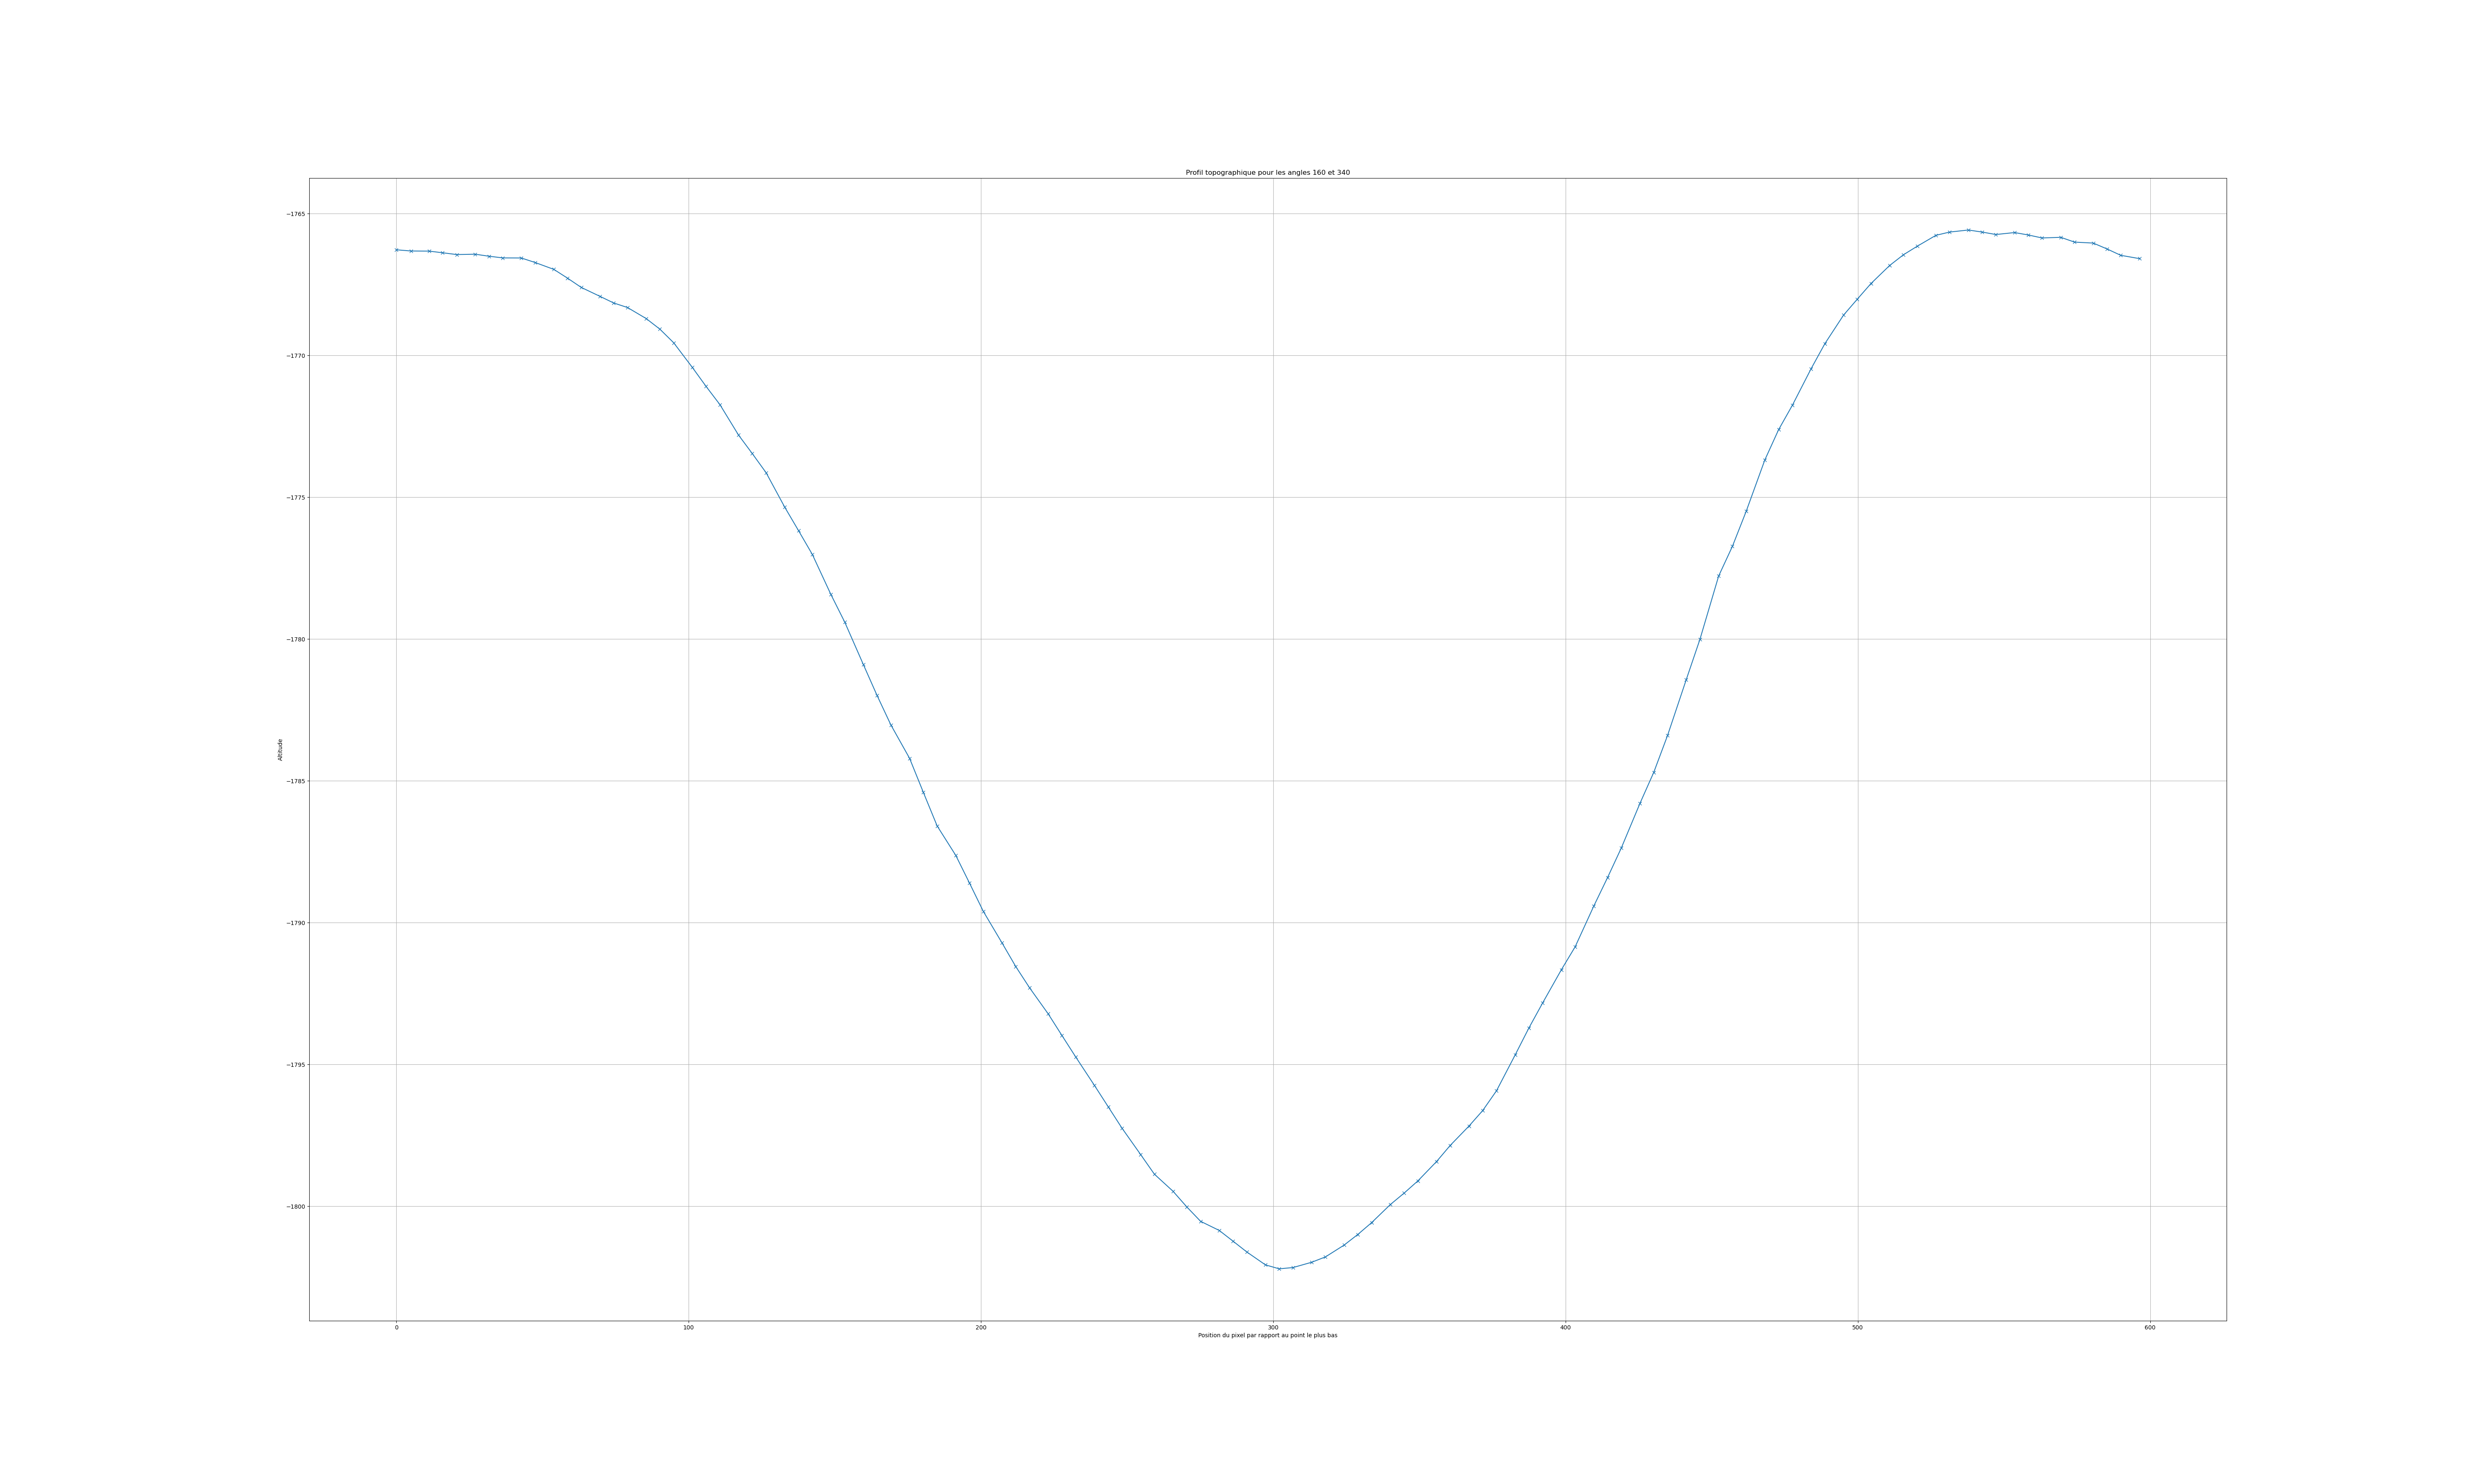 Profil topographique pour les angles 160 et 340
−1765
−1770
−1775
−1780
Altitude
−1785
−1790
−1795
−1800
0 100 200 300 400 500 600
Position du pixel par rapport au point le plus bas